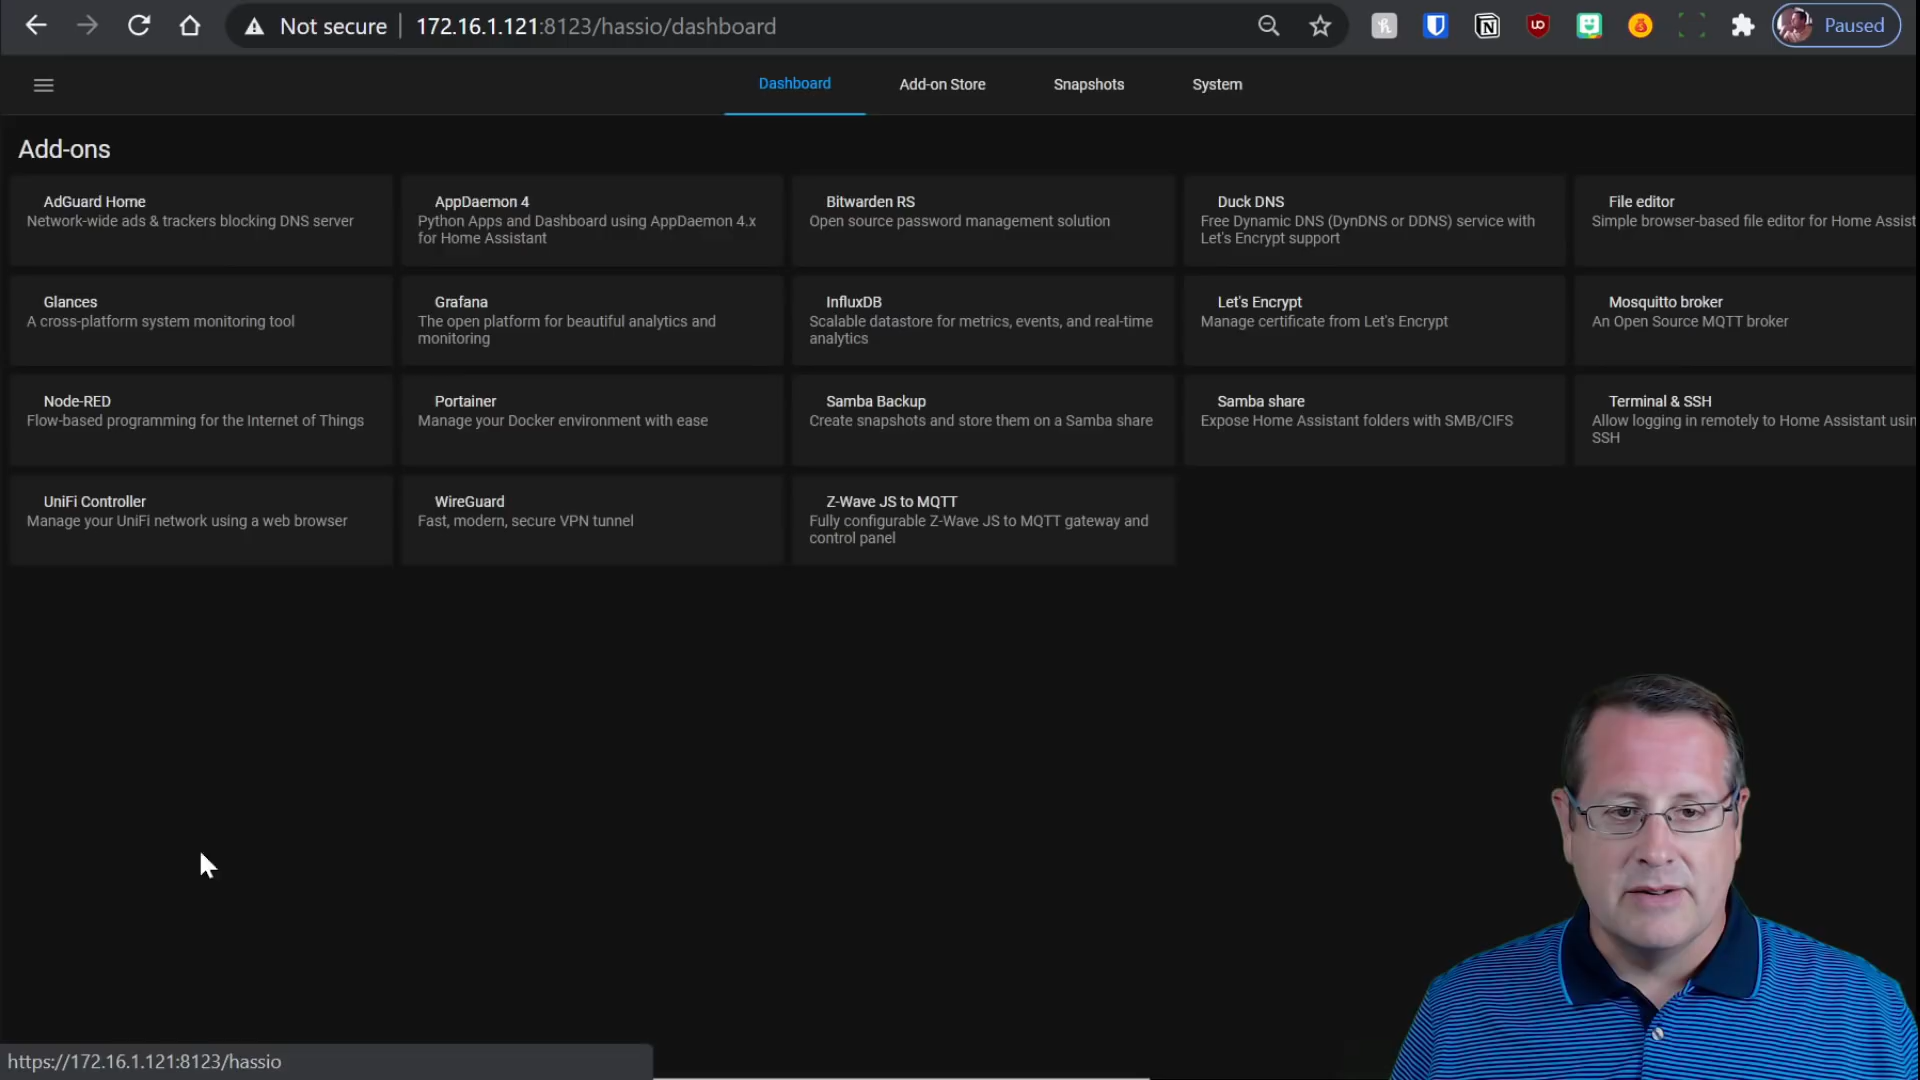 Not secure
172.16.1.121:8123/hassio/dashboard
Paused
Dashboard
Add-on Store
Snapshots
System
Add-ons
AdGuard Home
Network-wide ads & trackers blocking DNS server
AppDaemon 4
Python Apps and Dashboard using AppDaemon 4.x
for Home Assistant
Bitwarden RS
Open source password management solution
Duck DNS
Free Dynamic DNS (DynDNS or DDNS) service with
Let's Encrypt support
File editor
Simple browser-based file editor for Home Assist
Glances
A cross-platform system monitoring tool
Grafana
The open platform for beautiful analytics and
monitoring
InfluxDB
Scalable datastore for metrics, events, and real-time
analytics
Let's Encrypt
Manage certificate from Let's Encrypt
Mosquitto broker
An Open Source MQTT broker
Node-RED
Flow-based programming for the Internet of Things
Portainer
Manage your Docker environment with ease
Samba Backup
Create snapshots and store them on a Samba share
Samba share
Expose Home Assistant folders with SMB/CIFS
Terminal & SSH
Allow logging in remotely to Home Assistant usin
SSH
UniFi Controller
Manage your UniFi network using a web browser
WireGuard
Fast, modern, secure VPN tunnel
Z-Wave JS to MQTT
Fully configurable Z-Wave JS to MQTT gateway and
control panel
https://172.16.1.121:8123/hassio